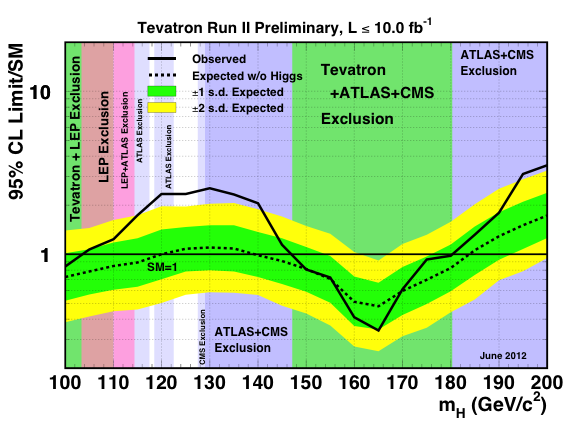 Tevatron Run II Preliminary, L ≤ 10.0 fb⁻¹
95% CL Limit/SM
10
1
Tevatron + LEP Exclusion
LEP Exclusion
LEP+ATLAS Exclusion
ATLAS Exclusion
ATLAS Exclusion
CMS Exclusion
Observed
Expected w/o Higgs
±1 s.d. Expected
±2 s.d. Expected
Tevatron
+ATLAS+CMS
Exclusion
ATLAS+CMS
Exclusion
SM=1
ATLAS+CMS
Exclusion
June 2012
100 110 120 130 140 150 160 170 180 190 200
m_H (GeV/c²)